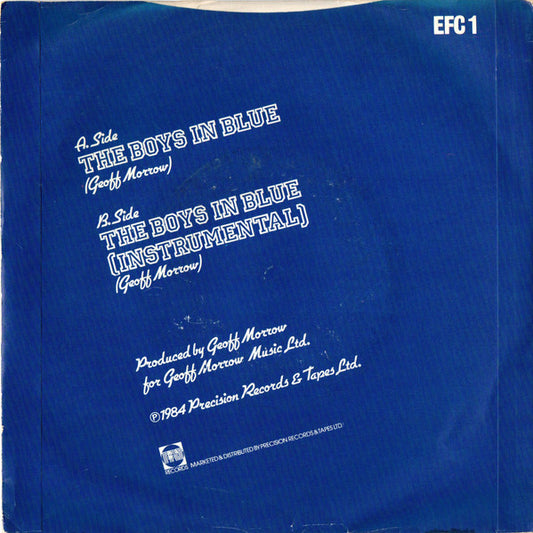 EFC 1
A. Side
THE BOYS IN BLUE
(Geoff Morrow)
B. Side
THE BOYS IN BLUE
(INSTRUMENTAL)
(Geoff Morrow)
Produced by Geoff Morrow
for Geoff Morrow Music Ltd.
℗1984 Precision Records & Tapes Ltd.
RECORDS MARKETED & DISTRIBUTED BY PRECISION RECORDS & TAPES LTD